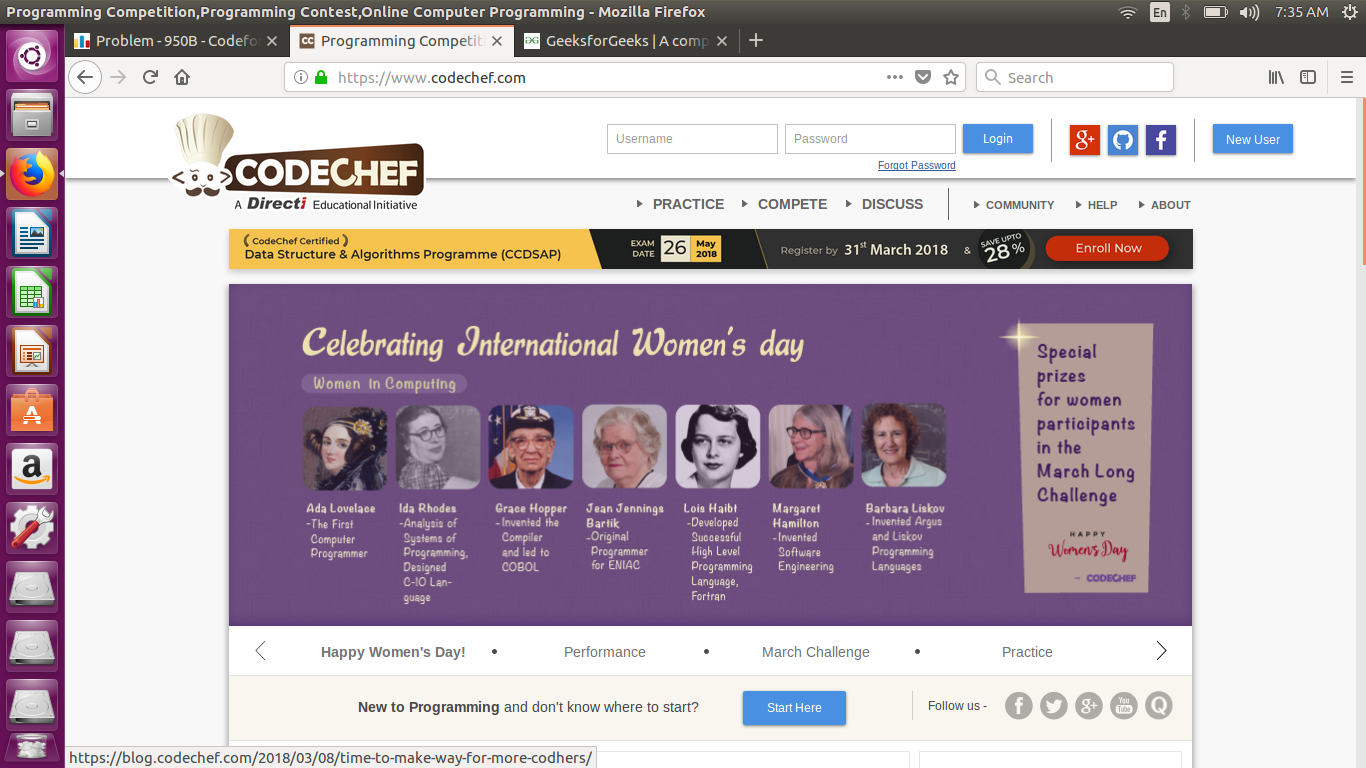 Programming Competition,Programming Contest,Online Computer Programming - Mozilla Firefox
En
7:35 AM
Problem - 950B - Codefo
CC
Programming Competiti
GeeksforGeeks | A comp
https://www.codechef.com
Search
CODECHEF
A Directi Educational Initiative
Username
Password
Login
Forgot Password
g+
f
New User
PRACTICE
COMPETE
DISCUSS
COMMUNITY
HELP
ABOUT
CodeChef Certified
Data Structure & Algorithms Programme (CCDSAP)
EXAM
DATE
26
May
2018
Register by 31st March 2018
&
SAVE UPTO
28%
Enroll Now
Celebrating International Women's day
Women in Computing
Ada Lovelace
-The First
Computer
Programmer
Ida Rhodes
-Analysis of
Systems of
Programming,
Designed
C-10 Lan-
guage
Grace Hopper
-Invented the
Compiler
and led to
COBOL
Jean Jennings
Bartik
-Original
Programmer
for ENIAC
Lois Haibt
-Developed
Successful
High Level
Programming
Language,
Fortran
Margaret
Hamilton
-Invented
Software
Engineering
Barbara Liskov
-Invented Argus
and Liskov
Programming
Languages
Special
prizes
for women
participants
in the
March Long
Challenge
HAPPY
Women's Day
– CODECHEF
Happy Women's Day!
Performance
March Challenge
Practice
New to Programming and don't know where to start?
Start Here
Follow us -
f
g+
You
Tube
Q
https://blog.codechef.com/2018/03/08/time-to-make-way-for-more-codhers/